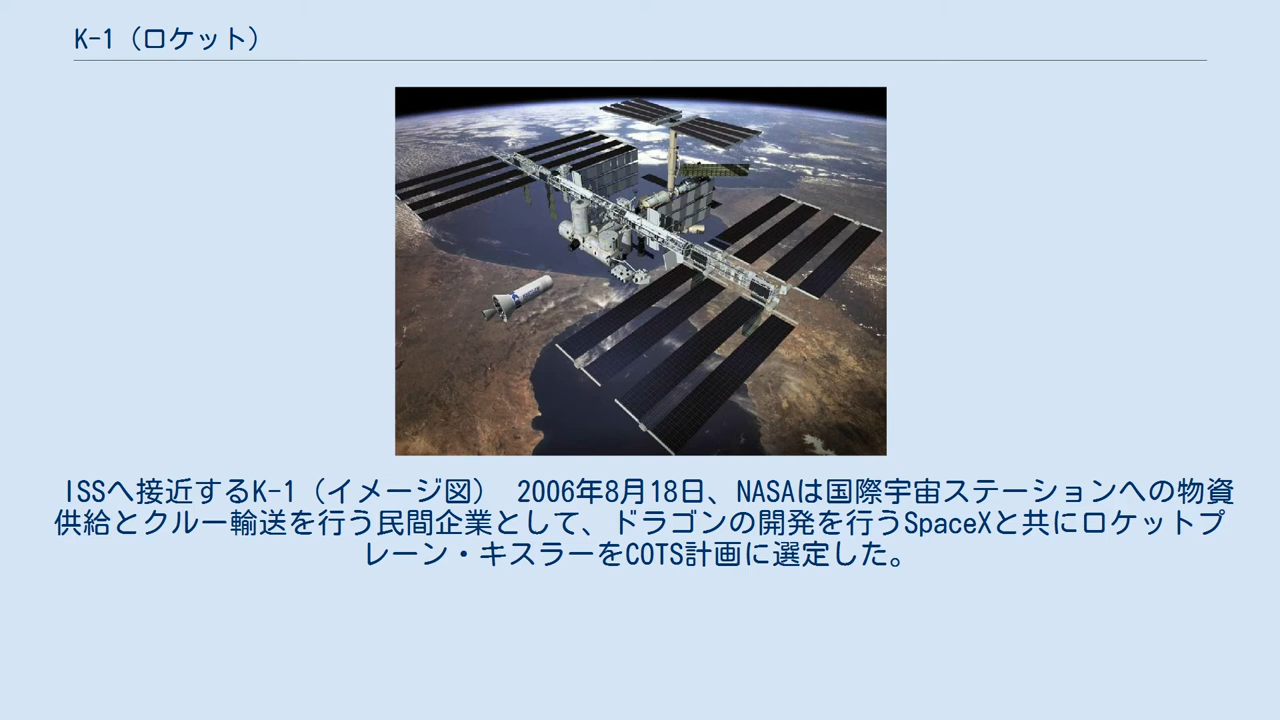 K-1（ロケット）
ISSへ接近するK-1（イメージ図）　2006年8月18日、NASAは国際宇宙ステーションへの物資
供給とクルー輸送を行う民間企業として、ドラゴンの開発を行うSpaceXと共にロケットプ
レーン・キスラーをCOTS計画に選定した。